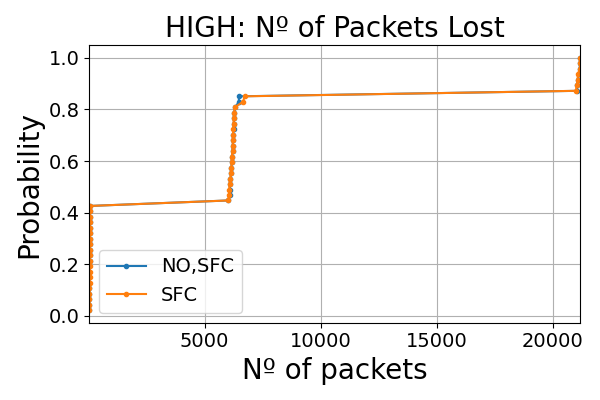 HIGH: Nº of Packets Lost
Probability
1.0
0.8
0.6
0.4
0.2
0.0
NO,SFC
SFC
5000 10000 15000 20000
Nº of packets